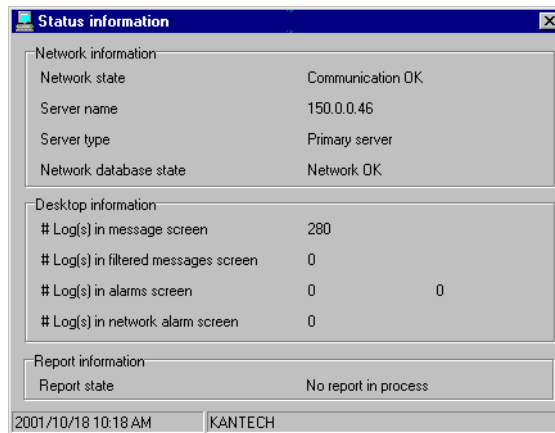 Status information
Network information
Network state Communication OK
Server name 150.0.0.46
Server type Primary server
Network database state Network OK
Desktop information
# Log(s) in message screen 280
# Log(s) in filtered messages screen 0
# Log(s) in alarms screen 0 0
# Log(s) in network alarm screen 0
Report information
Report state No report in process
2001/10/18 10:18 AM KANTECH